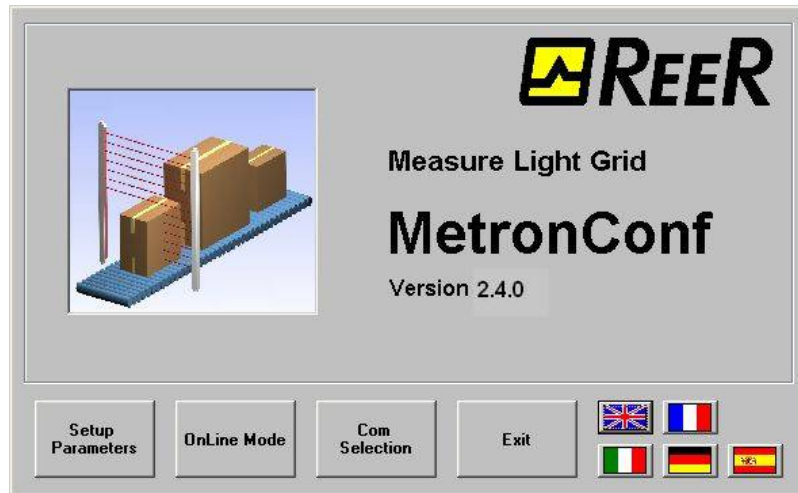 REER
Measure Light Grid
MetronConf
Version 2.4.0
Setup
Parameters
OnLine Mode
Com
Selection
Exit